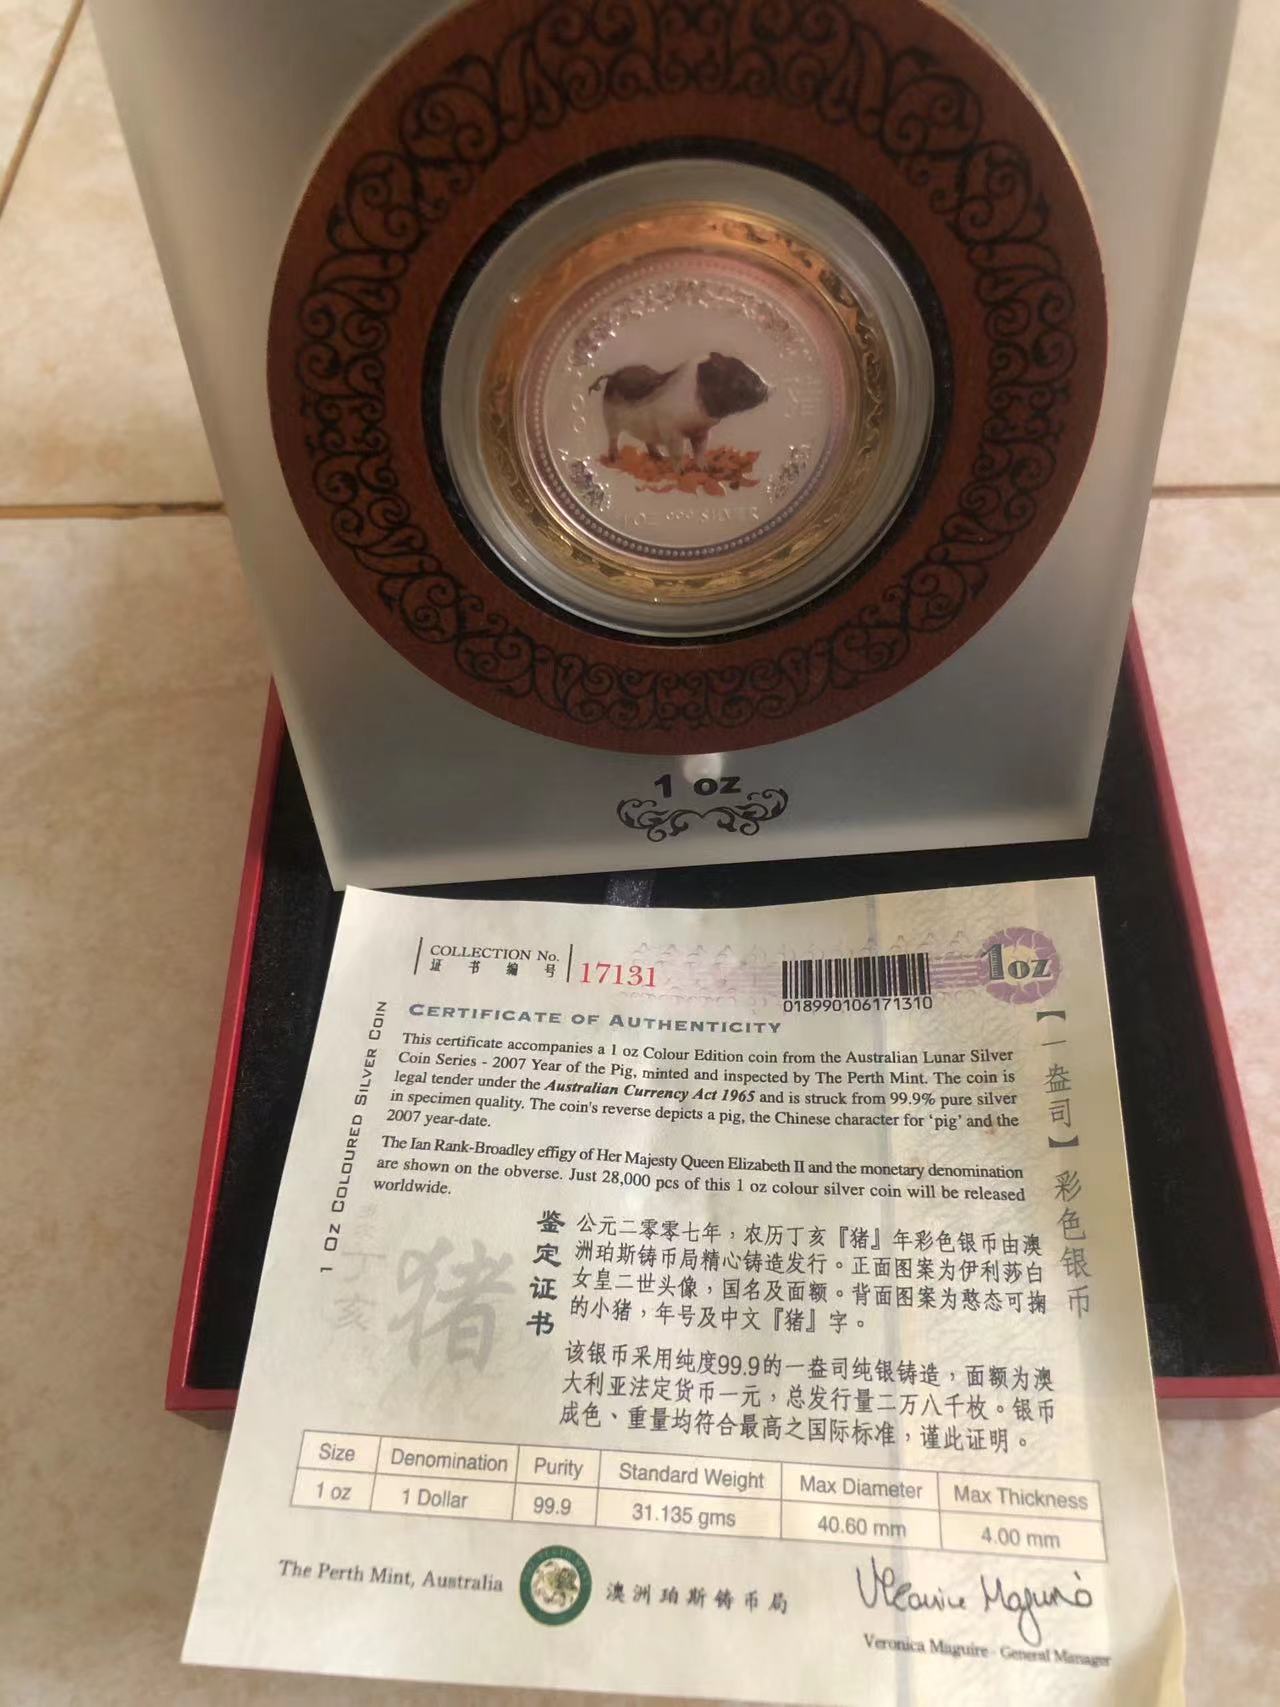 1 OZ 999 SILVER
1 oz
COLLECTION No.
证书编号
17131
018990106171310
1oz
CERTIFICATE OF AUTHENTICITY
This certificate accompanies a 1 oz Colour Edition coin from the Australian Lunar Silver
Coin Series - 2007 Year of the Pig, minted and inspected by The Perth Mint. The coin is
legal tender under the Australian Currency Act 1965 and is struck from 99.9% pure silver
in specimen quality. The coin's reverse depicts a pig, the Chinese character for ‘pig’ and the
2007 year-date.
The Ian Rank-Broadley effigy of Her Majesty Queen Elizabeth II and the monetary denomination
are shown on the obverse. Just 28,000 pcs of this 1 oz colour silver coin will be released
worldwide.
1 OZ COLOURED SILVER COIN
【一盎司】彩色银币
丁亥
猪
鉴定证书
公元二零零七年，农历丁亥『猪』年彩色银币由澳
洲珀斯铸币局精心铸造发行。正面图案为伊利莎白
女皇二世头像，国名及面额。背面图案为憨态可掬
的小猪，年号及中文『猪』字。
该银币采用纯度99.9的一盎司纯银铸造，面额为澳
大利亚法定货币一元，总发行量二万八千枚。银币
成色、重量均符合最高之国际标准，谨此证明。
Size Denomination Purity Standard Weight Max Diameter Max Thickness
1 oz 1 Dollar 99.9 31.135 gms 40.60 mm 4.00 mm
The Perth Mint, Australia
澳洲珀斯铸币局
Veronica Maguire - General Manager